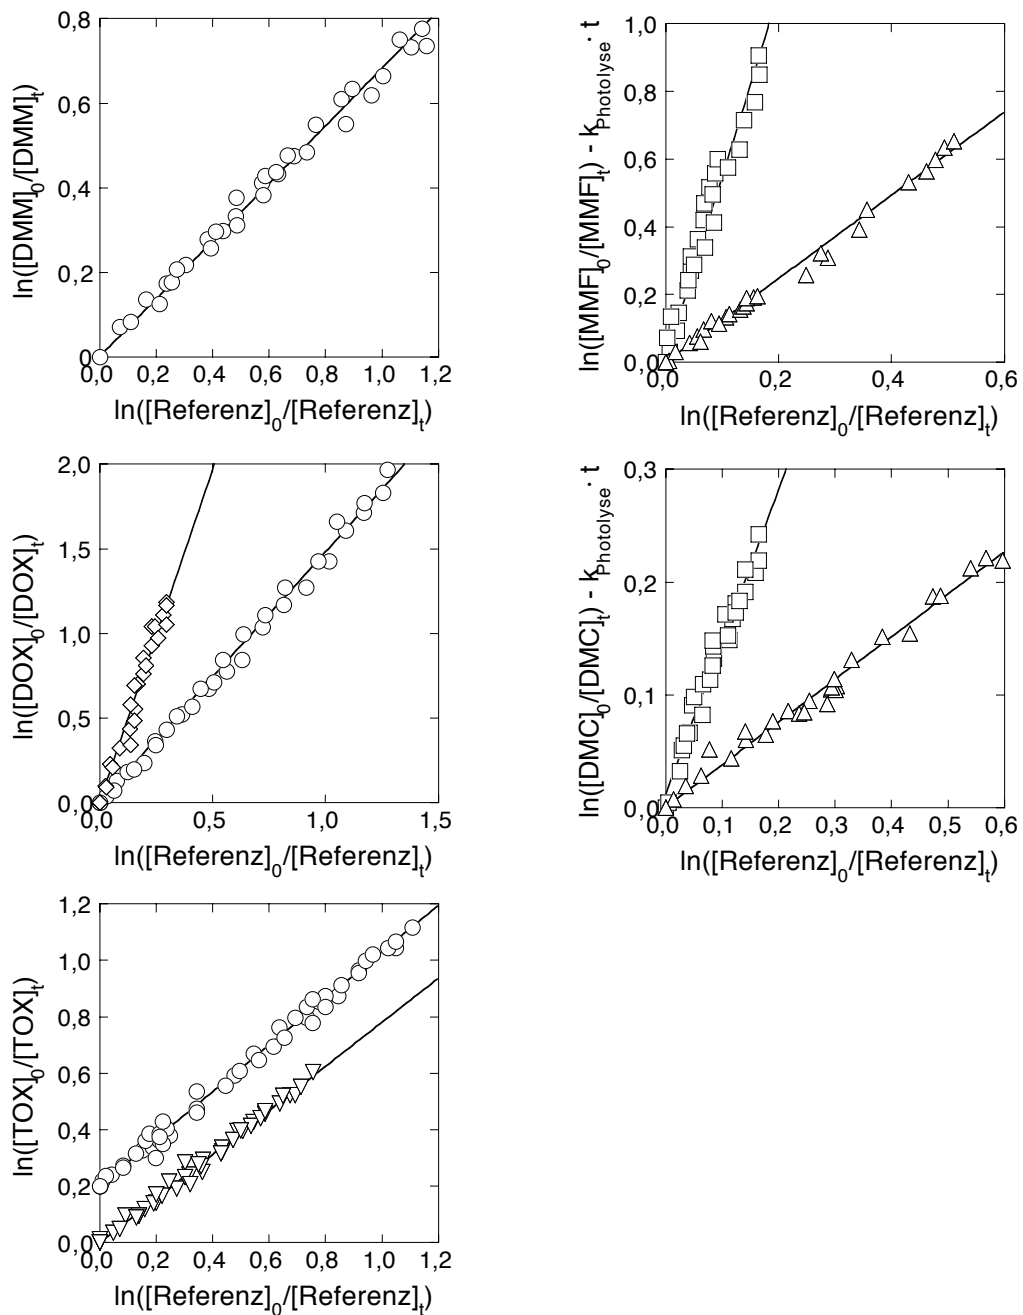 ln([DMM]₀/[DMM]ₜ)
0,8
0,6
0,4
0,2
0
0,0 0,2 0,4 0,6 0,8 1,0 1,2
ln([Referenz]₀/[Referenz]ₜ)
ln([MMF]₀/[MMF]ₜ) - k_Photolyse · t
1,0
0,8
0,6
0,4
0,2
0,0
0,0 0,2 0,4 0,6
ln([Referenz]₀/[Referenz]ₜ)
ln([DOX]₀/[DOX]ₜ)
2,0
1,5
1,0
0,5
0,0
0,0 0,5 1,0 1,5
ln([Referenz]₀/[Referenz]ₜ)
ln([DMC]₀/[DMC]ₜ) - k_Photolyse · t
0,3
0,2
0,1
0,0
0,0 0,1 0,2 0,3 0,4 0,5 0,6
ln([Referenz]₀/[Referenz]ₜ)
ln([TOX]₀/[TOX]ₜ)
1,2
1,0
0,8
0,6
0,4
0,2
0,0
0,0 0,2 0,4 0,6 0,8 1,0 1,2
ln([Referenz]₀/[Referenz]ₜ)